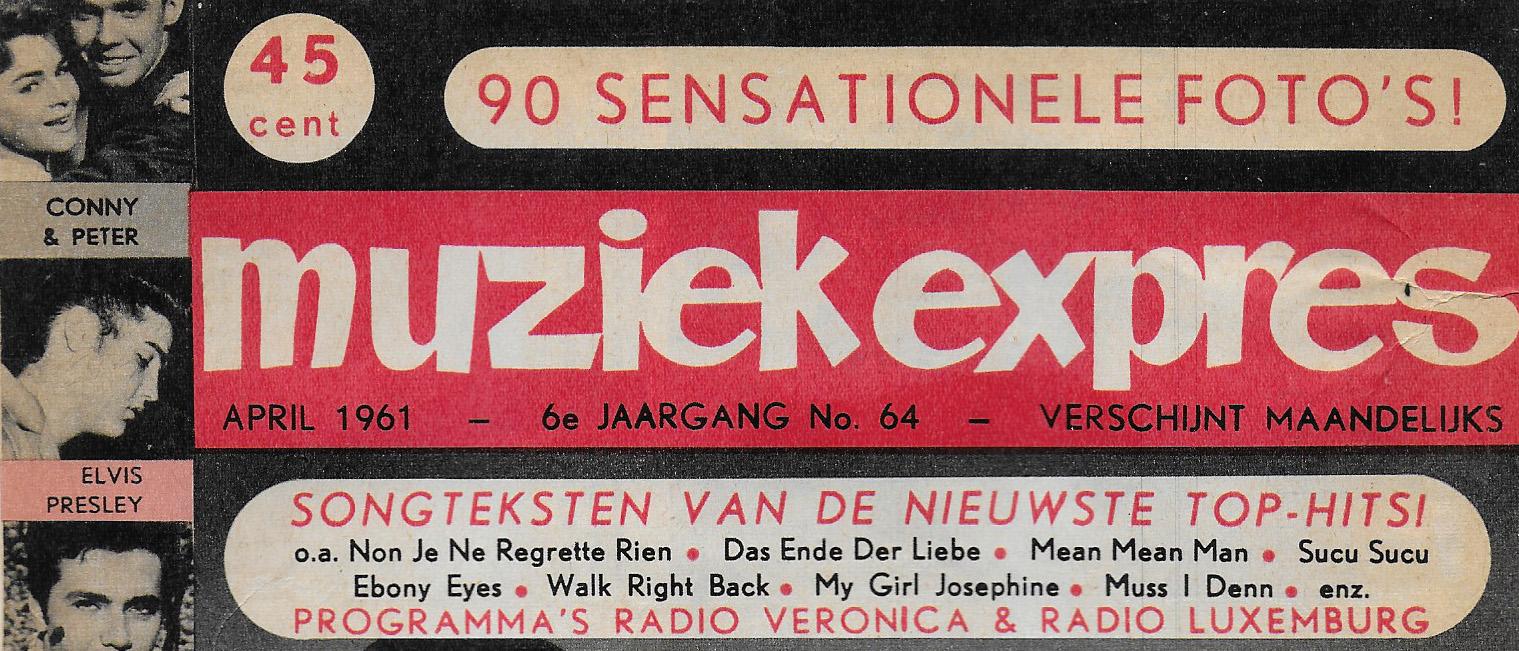 45
cent
90 SENSATIONELE FOTO'S!
CONNY
& PETER
muziek expres
APRIL 1961 – 6e JAARGANG No. 64 – VERSCHIJNT MAANDELIJKS
ELVIS
PRESLEY
SONGTEKSTEN VAN DE NIEUWSTE TOP-HITS!
o.a. Non Je Ne Regrette Rien • Das Ende Der Liebe • Mean Mean Man • Sucu Sucu
Ebony Eyes • Walk Right Back • My Girl Josephine • Muss I Denn • enz.
PROGRAMMA'S RADIO VERONICA & RADIO LUXEMBURG